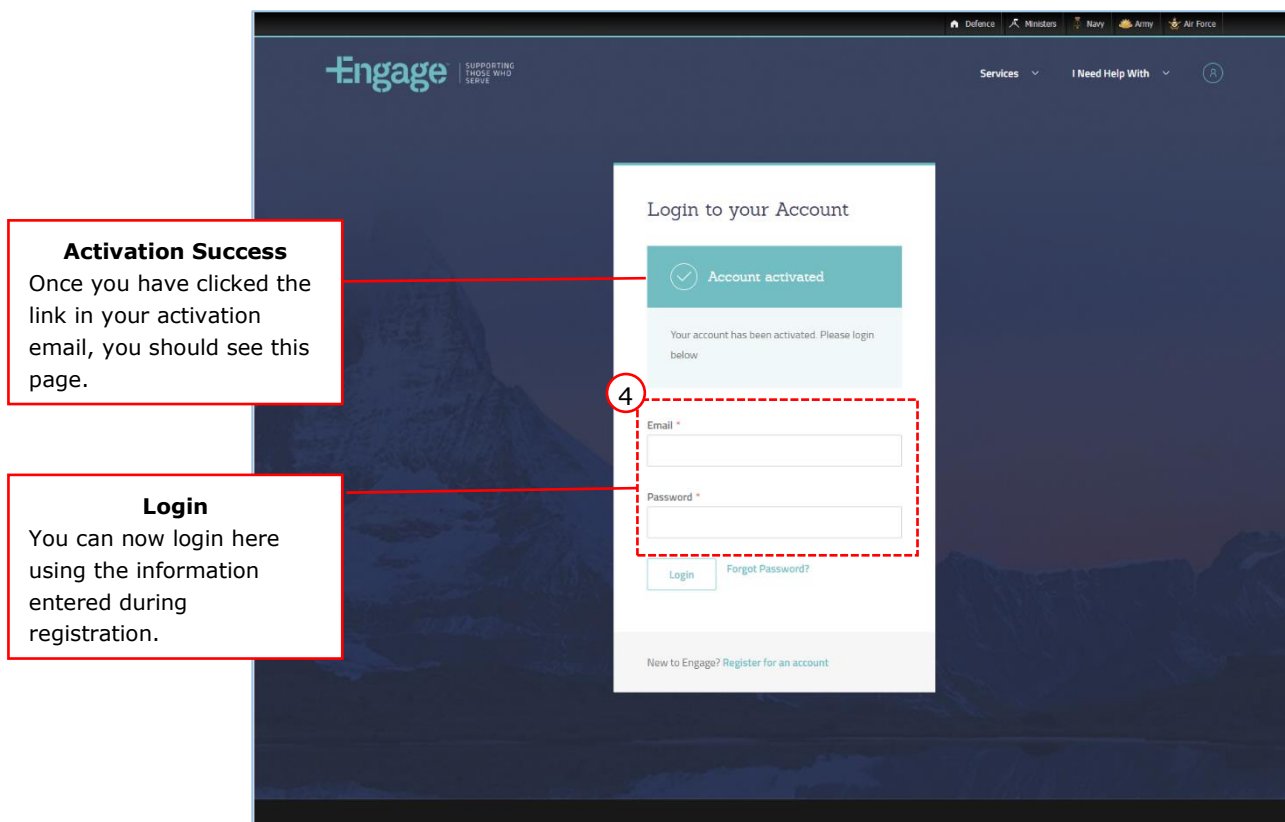 Defence Ministers Navy Army Air Force
Engage SUPPORTING
THOSE WHO
SERVE
Services I Need Help With
Login to your Account
Activation Success
Once you have clicked the
link in your activation
email, you should see this
page.
Account activated
Your account has been activated. Please login
below
4
Email *
Login
You can now login here
using the information
entered during
registration.
Password *
Login Forgot Password?
New to Engage? Register for an account